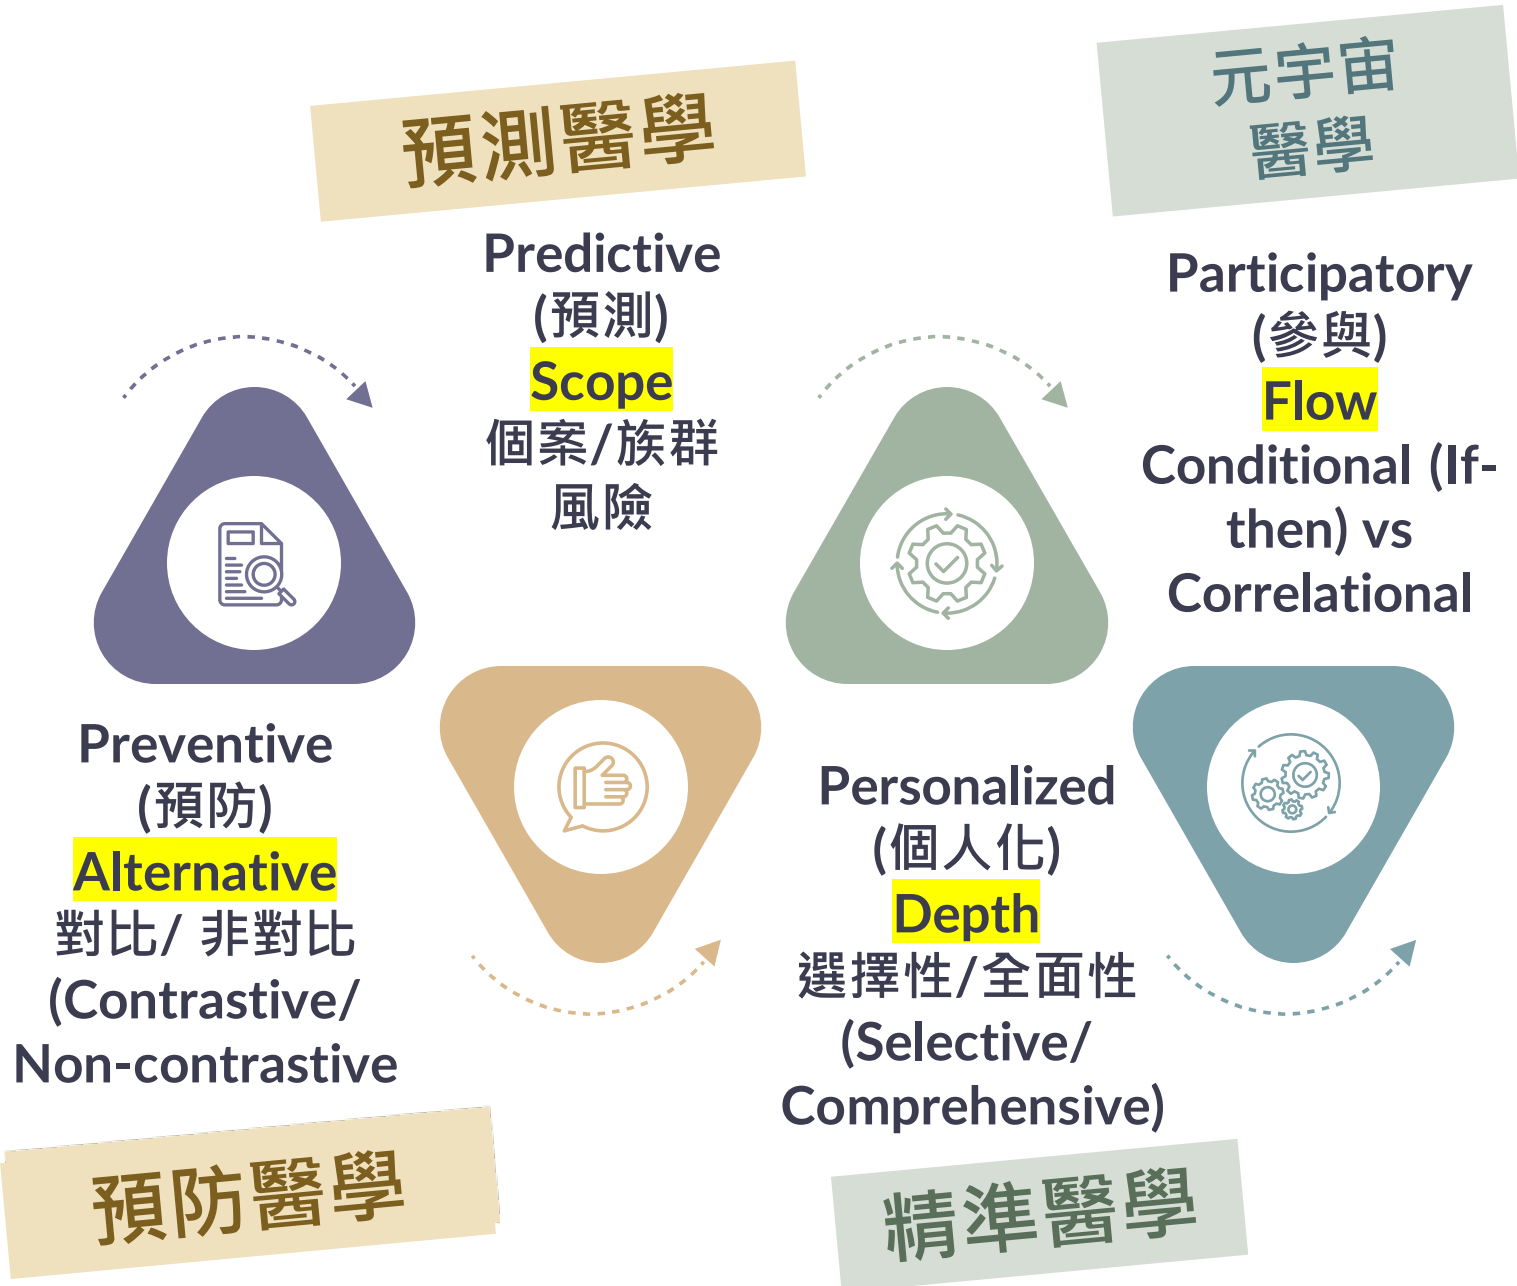 預測醫學
Predictive
(預測)
Scope
個案/族群
風險
元宇宙
醫學
Participatory
(參與)
Flow
Conditional (If-
then) vs
Correlational
Preventive
(預防)
Alternative
對比/ 非對比
(Contrastive/
Non-contrastive
預防醫學
Personalized
(個人化)
Depth
選擇性/全面性
(Selective/
Comprehensive)
精準醫學